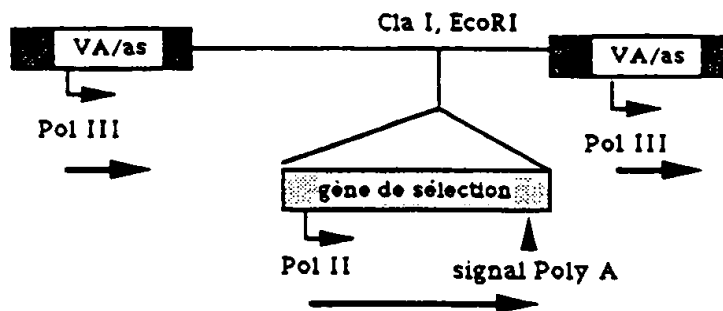 Cla I, EcoRI
VA/as
VA/as
Pol III
Pol III
gène de sélection
Pol II
signal Poly A